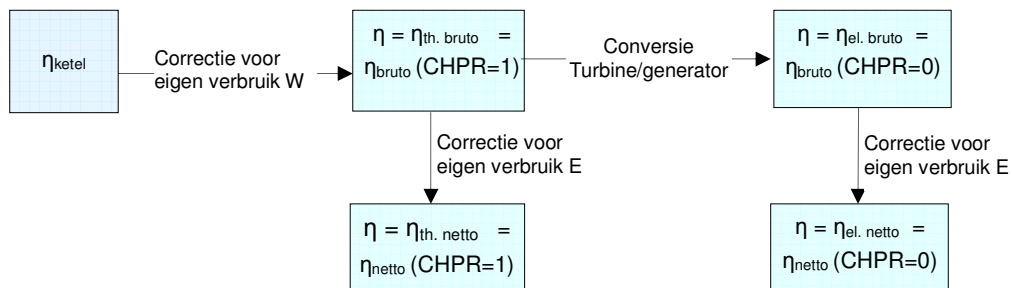 ηketel
Correctie voor
eigen verbruik W
η = ηth. bruto =
ηbruto (CHPR=1)
Conversie
Turbine/generator
η = ηel. bruto =
ηbruto (CHPR=0)
Correctie voor
eigen verbruik E
Correctie voor
eigen verbruik E
η = ηth. netto =
ηnetto (CHPR=1)
η = ηel. netto =
ηnetto (CHPR=0)